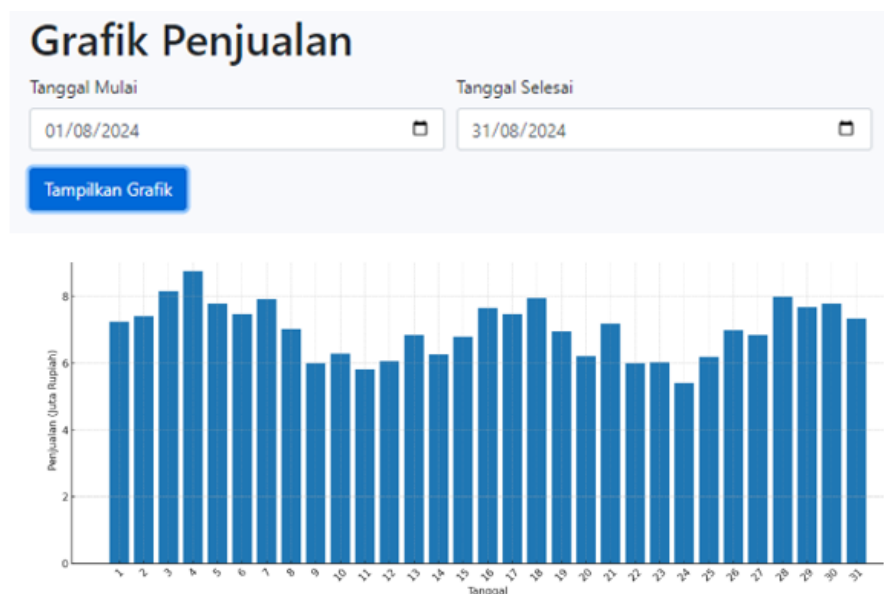 Grafik Penjualan
Tanggal Mulai
Tanggal Selesai
01/08/2024
31/08/2024
Tampilkan Grafik
Penjualan (Juta Rupiah)
8
6
4
2
0
1 2 3 4 5 6 7 8 9 10 11 12 13 14 15 16 17 18 19 20 21 22 23 24 25 26 27 28 29 30 31
Tanggal